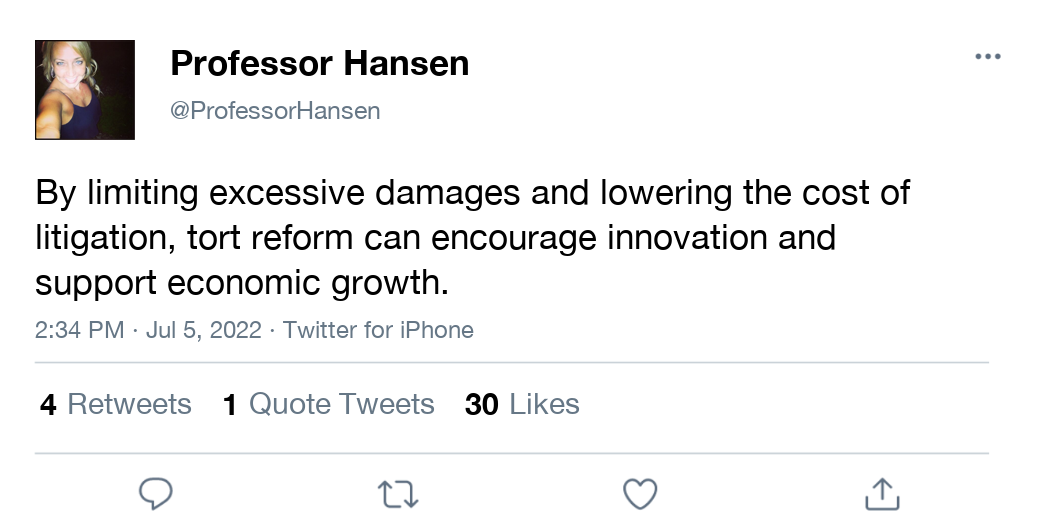 Professor Hansen
@ProfessorHansen
By limiting excessive damages and lowering the cost of
litigation, tort reform can encourage innovation and
support economic growth.
2:34 PM · Jul 5, 2022 · Twitter for iPhone
4 Retweets 1 Quote Tweets 30 Likes